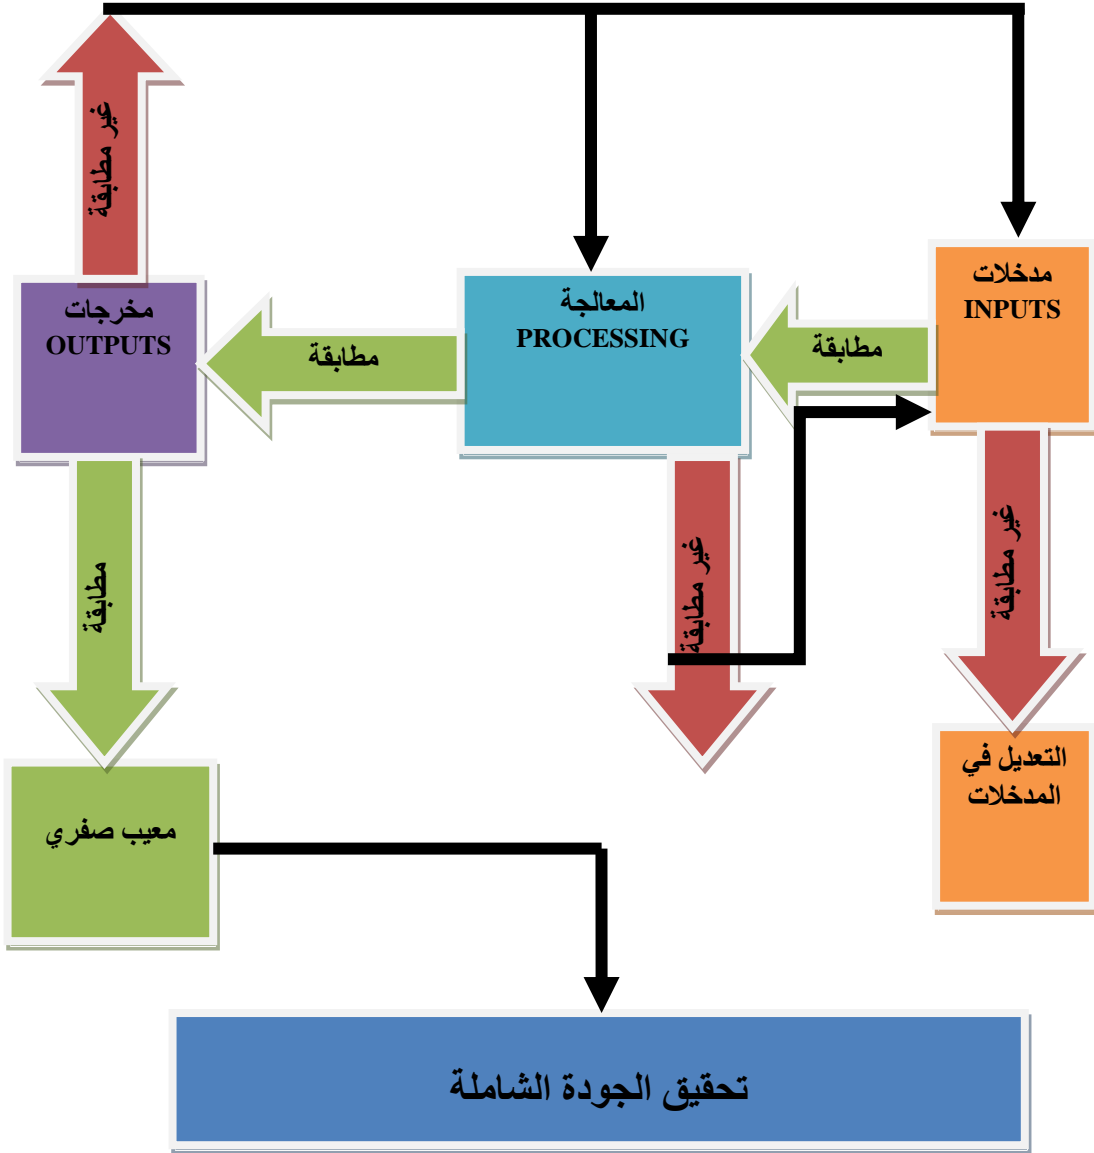 غير مطابقة
مدخلات
INPUTS
المعالجة
PROCESSING
مخرجات
OUTPUTS
مطابقة
مطابقة
غير مطابقة
غير مطابقة
مطابقة
التعديل في
المدخلات
معيب صفري
تحقيق الجودة الشاملة